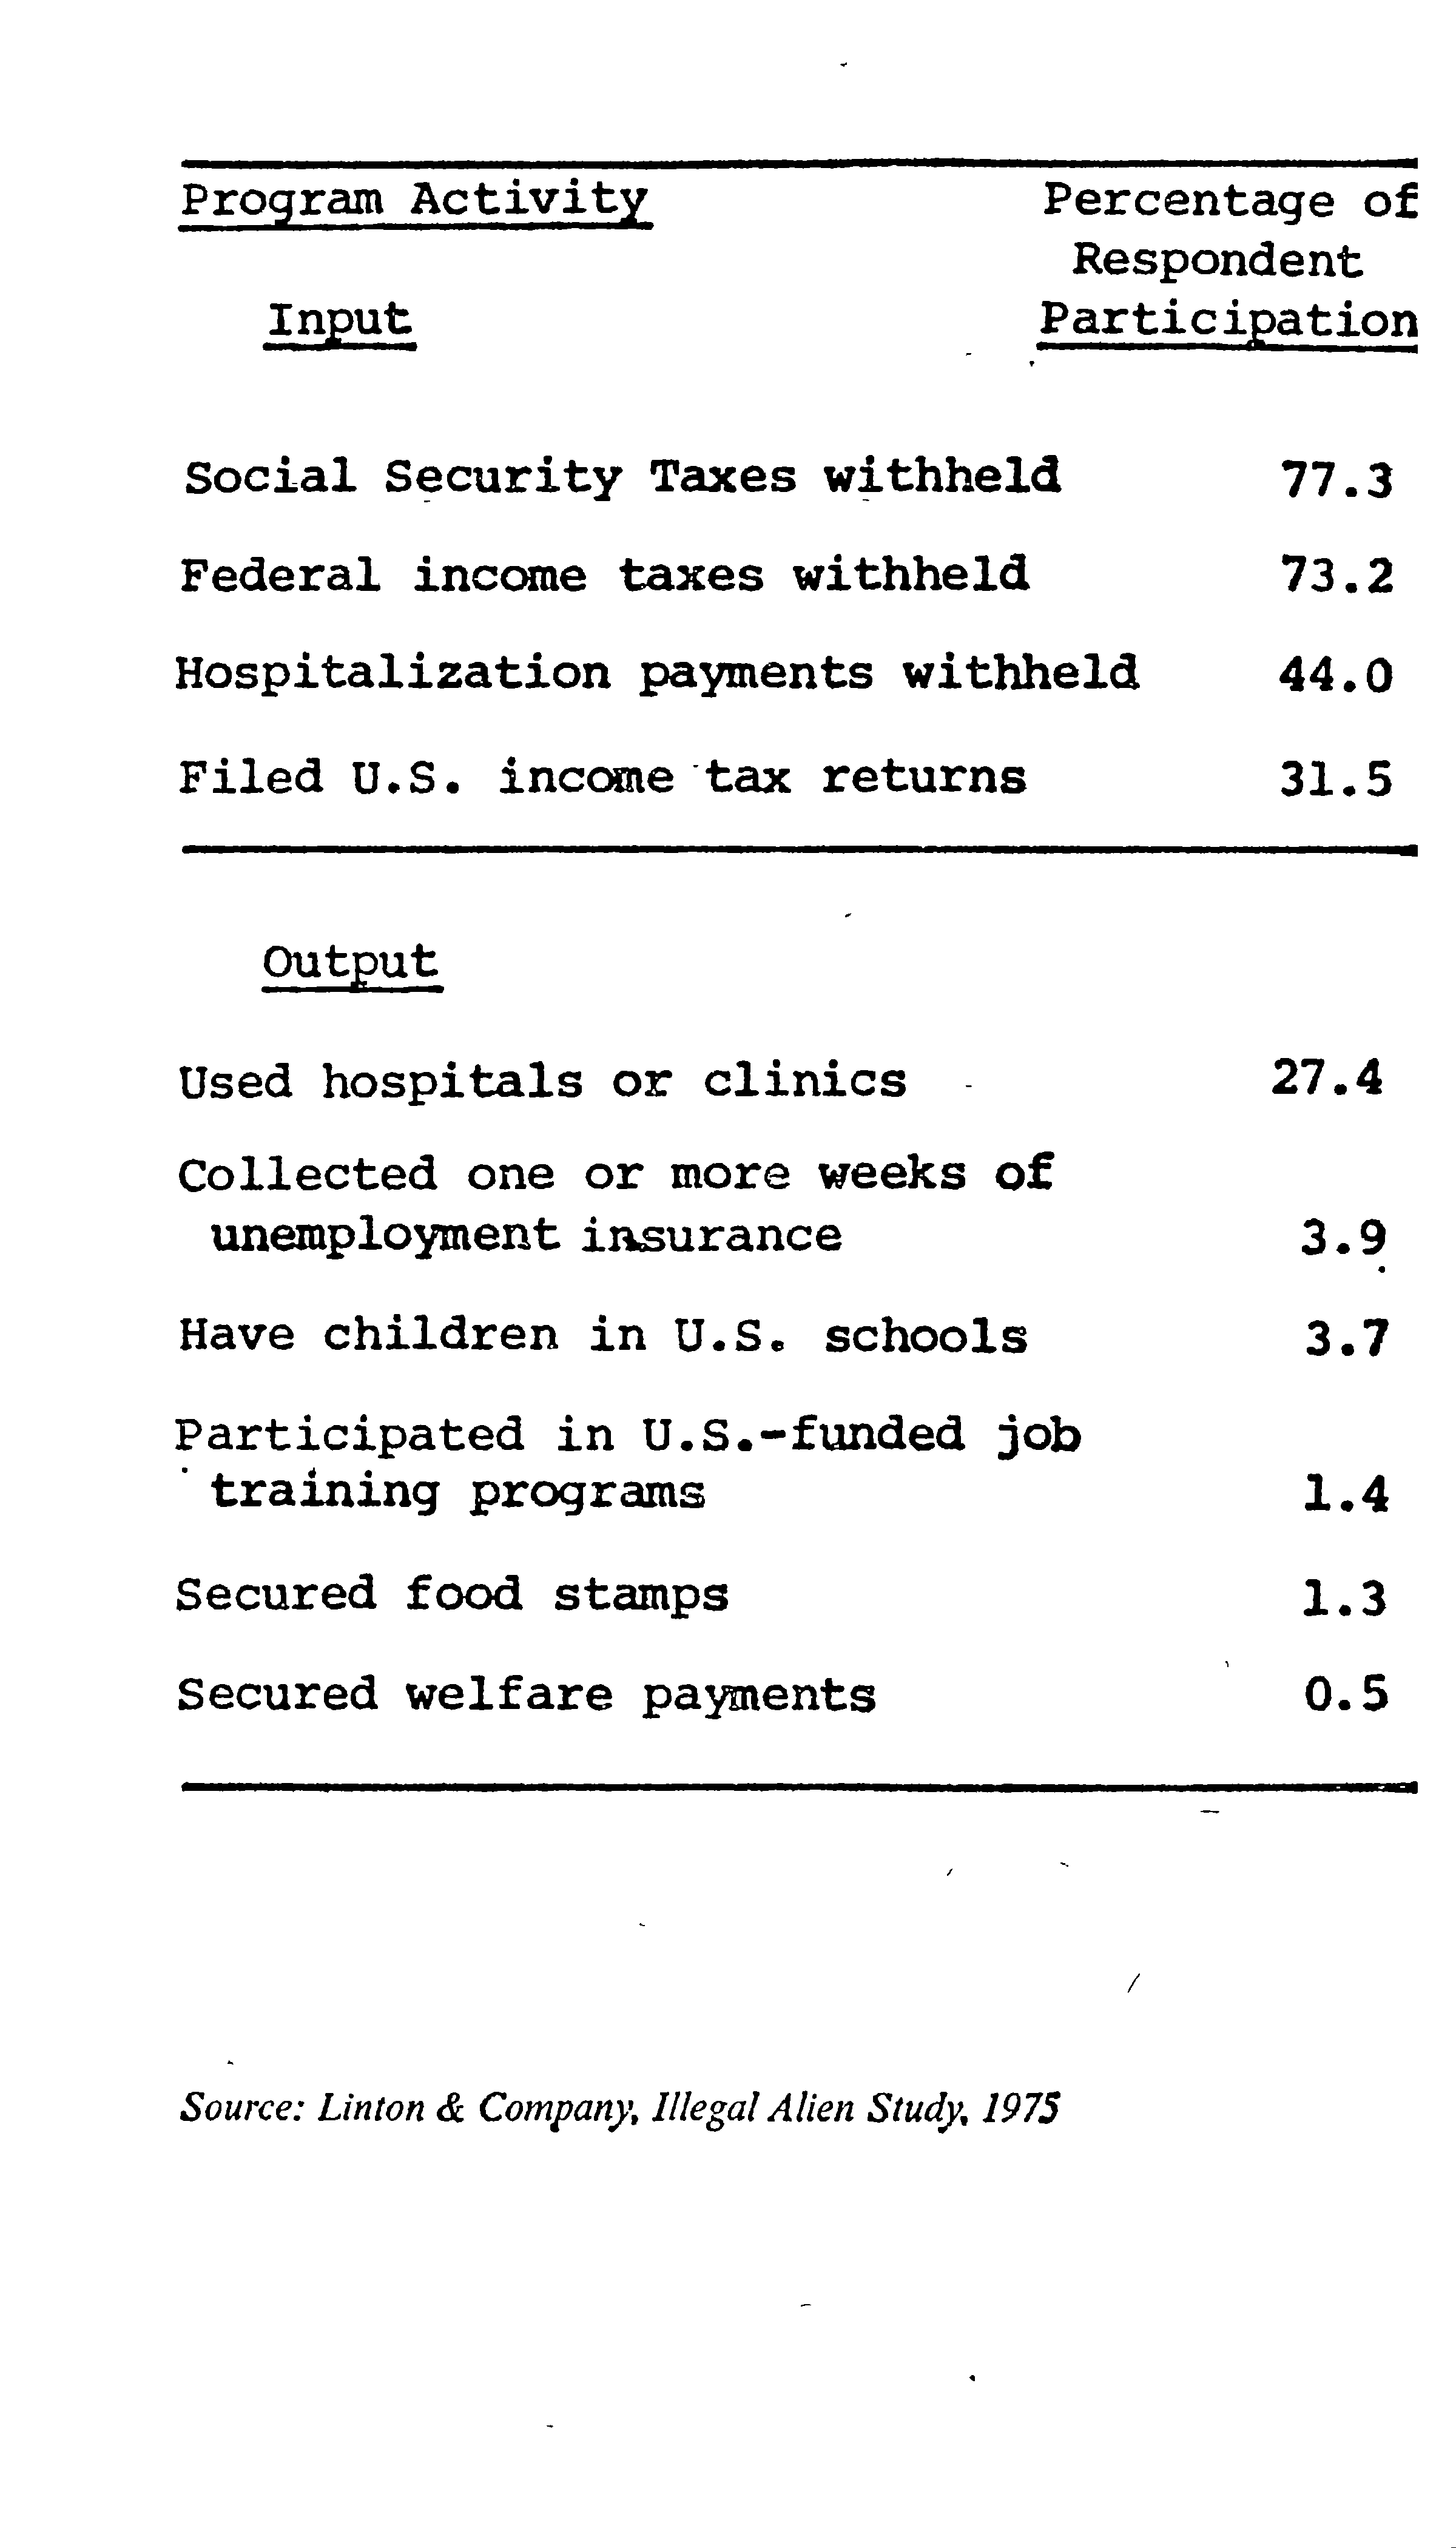 Program Activity Percentage of
Respondent
Input Participation
Social Security Taxes withheld 77.3
Federal income taxes withheld 73.2
Hospitalization payments withheld 44.0
Filed U.S. income tax returns 31.5
Output
Used hospitals or clinics 27.4
Collected one or more weeks of
unemployment insurance 3.9
Have children in U.S. schools 3.7
Participated in U.S.-funded job
training programs 1.4
Secured food stamps 1.3
Secured welfare payments 0.5
Source: Linton & Company, Illegal Alien Study, 1975